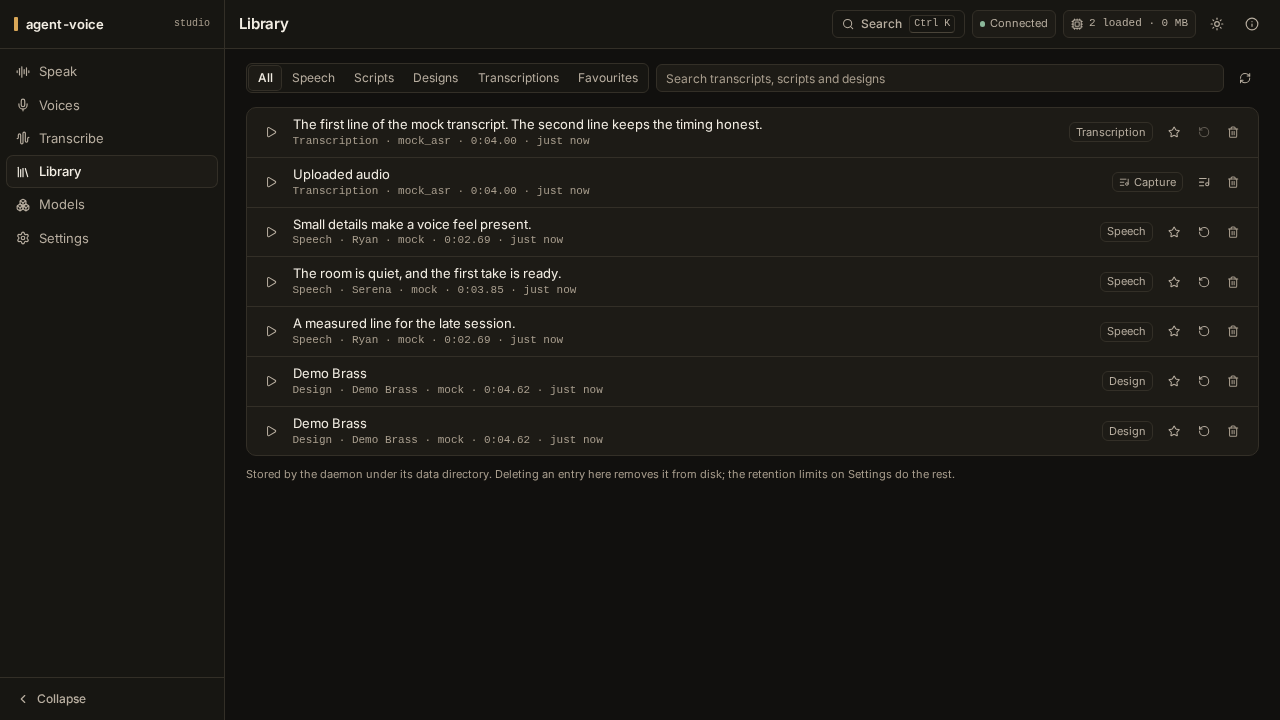 agent-voice studio
Library
Search Ctrl K
Connected
2 loaded · 0 MB
Speak
Voices
Transcribe
Library
Models
Settings
Collapse
All Speech Scripts Designs Transcriptions Favourites
Search transcripts, scripts and designs
The first line of the mock transcript. The second line keeps the timing honest.
Transcription · mock_asr · 0:04.00 · just now
Transcription
Uploaded audio
Transcription · mock_asr · 0:04.00 · just now
Capture
Small details make a voice feel present.
Speech · Ryan · mock · 0:02.69 · just now
Speech
The room is quiet, and the first take is ready.
Speech · Serena · mock · 0:03.85 · just now
Speech
A measured line for the late session.
Speech · Ryan · mock · 0:02.69 · just now
Speech
Demo Brass
Design · Demo Brass · mock · 0:04.62 · just now
Design
Demo Brass
Design · Demo Brass · mock · 0:04.62 · just now
Design
Stored by the daemon under its data directory. Deleting an entry here removes it from disk; the retention limits on Settings do the rest.